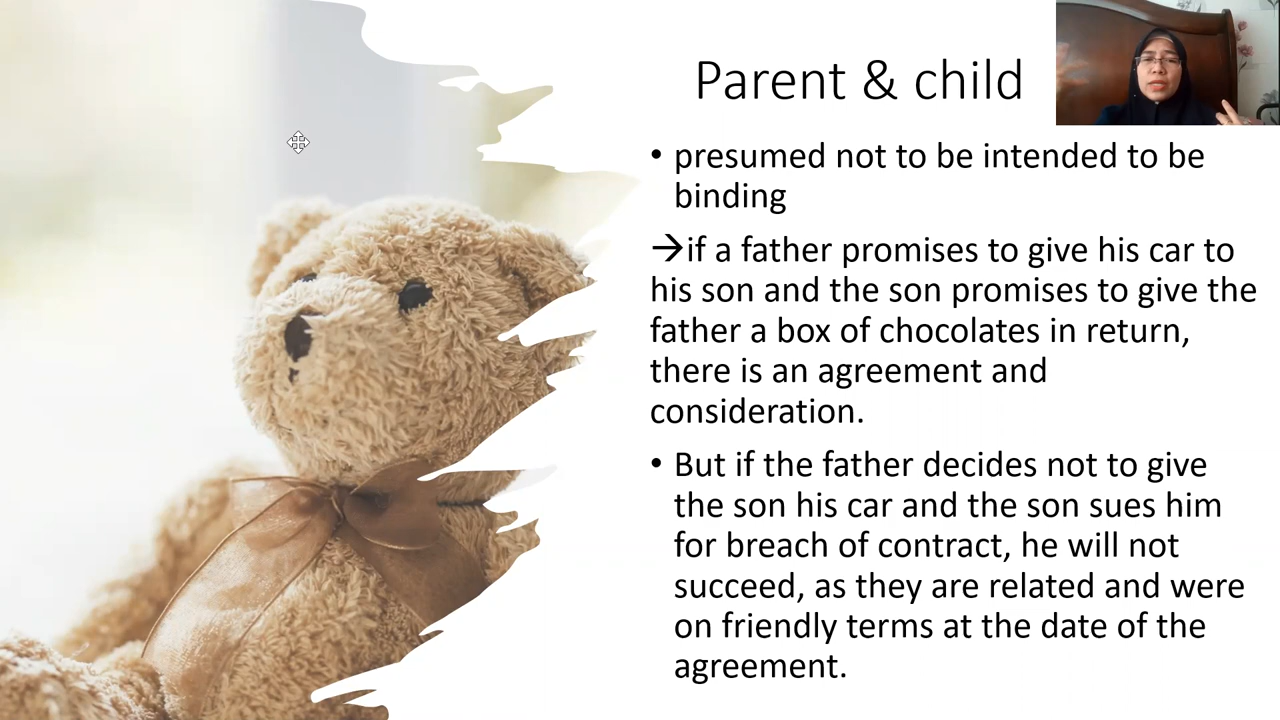 Parent & child
• presumed not to be intended to be
binding
→if a father promises to give his car to
his son and the son promises to give the
father a box of chocolates in return,
there is an agreement and
consideration.
• But if the father decides not to give
the son his car and the son sues him
for breach of contract, he will not
succeed, as they are related and were
on friendly terms at the date of the
agreement.